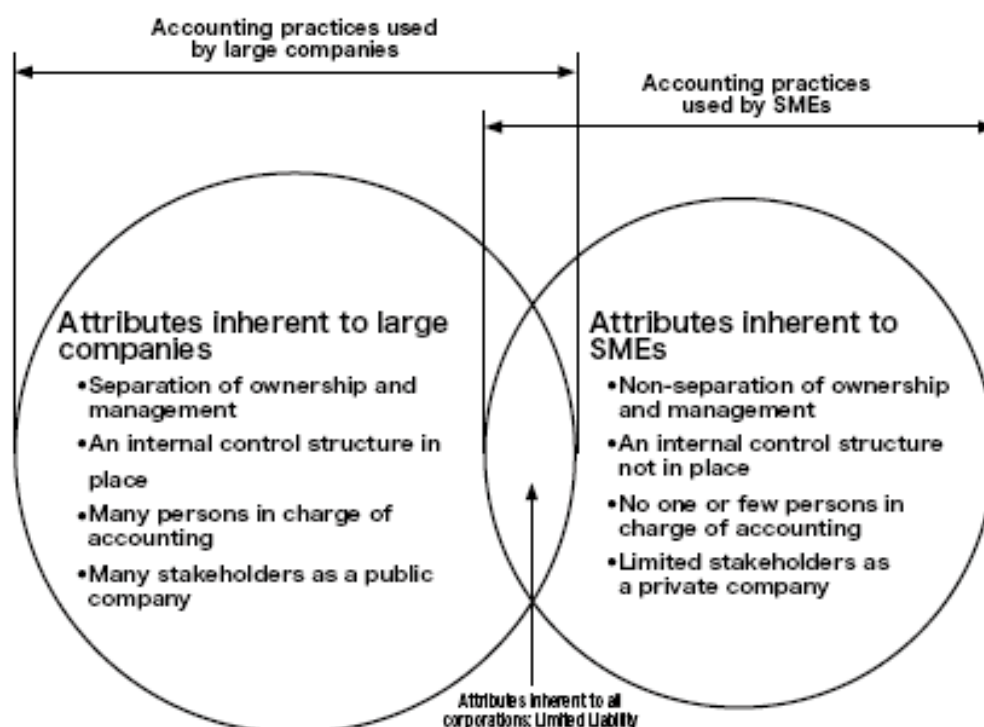 Accounting practices used
by large companies
Accounting practices
used by SMEs
Attributes inherent to large
companies
•Separation of ownership and
management
•An internal control structure in
place
•Many persons in charge of
accounting
•Many stakeholders as a public
company
Attributes inherent to
SMEs
•Non-separation of ownership
and management
•An internal control structure
not in place
•No one or few persons in
charge of accounting
•Limited stakeholders as
a private company
Attributes inherent to all
corporations: Limited Liability